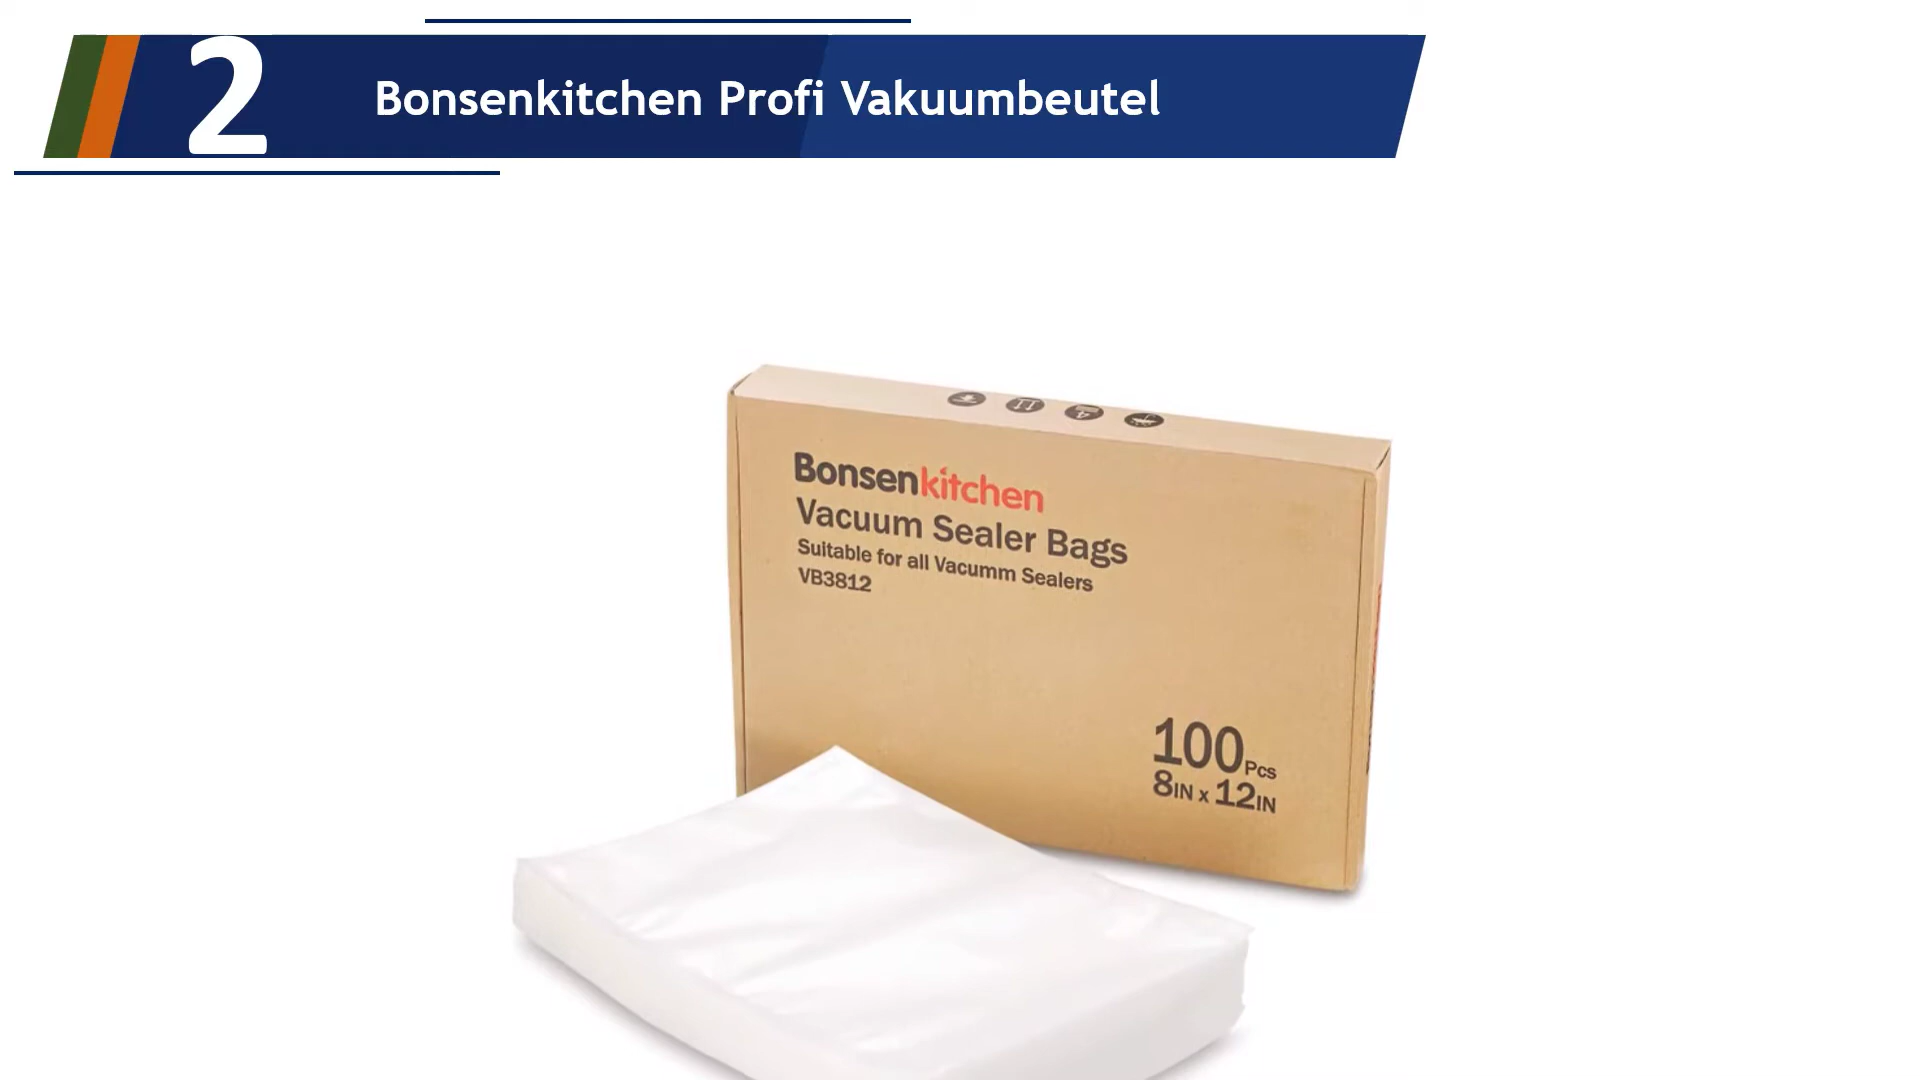 2
Bonsenkitchen Profi Vakuumbeutel
Bonsenkitchen
Vacuum Sealer Bags
Suitable for all Vacumm Sealers
VB3812
100Pcs
8IN x 12IN